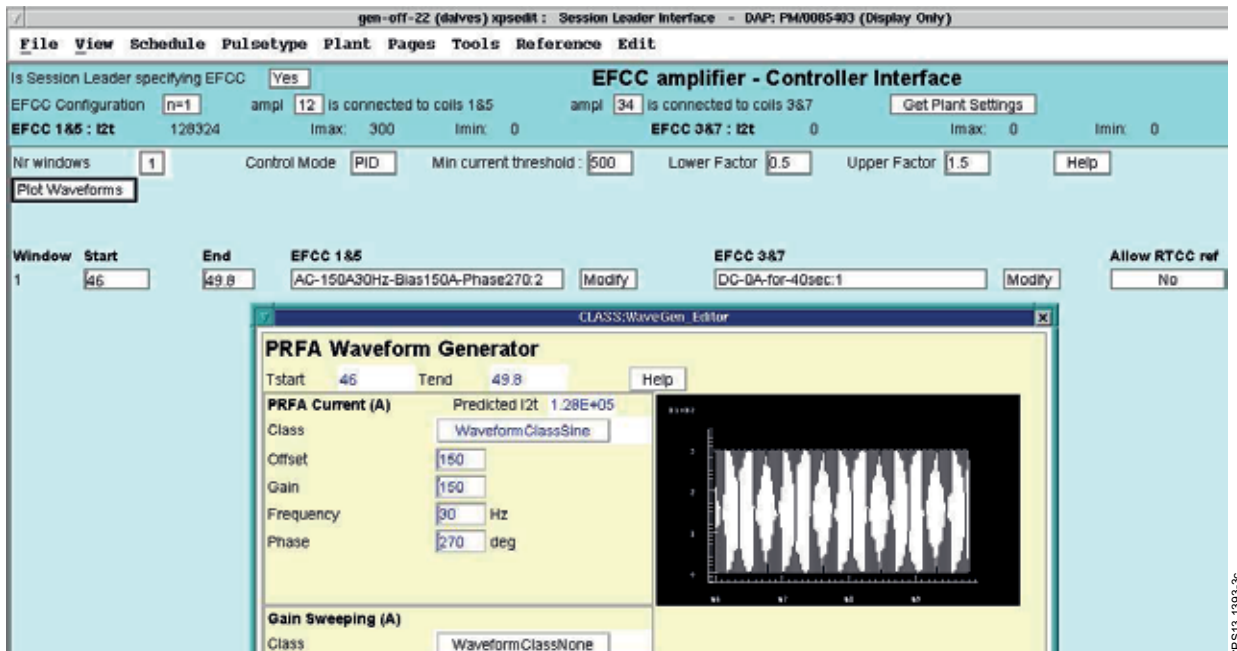 gen-off-22 (dalves) xpsedit : Session Leader Interface - DAP: PM/0085403 (Display Only)
File View Schedule Pulsetype Plant Pages Tools Reference Edit
Is Session Leader specifying EFCC Yes EFCC amplifier - Controller Interface
EFCC Configuration n=1 ampl 12 is connected to coils 1&5 ampl 34 is connected to coils 3&7 Get Plant Settings
EFCC 1&5 : I2t 128324 Imax: 300 Imin: 0 EFCC 3&7 : I2t 0 Imax: 0 Imin: 0
Nr windows 1 Control Mode PID Min current threshold : 500 Lower Factor 0.5 Upper Factor 1.5 Help
Plot Waveforms
Window Start End EFCC 1&5 EFCC 3&7 Allow RTCC ref
1 46 49.8 AC-150A30Hz-Bias150A-Phase270:2 Modify DC-0A-for-40sec:1 Modify No
CLASS:WaveGen_Editor
PRFA Waveform Generator
Tstart 46 Tend 49.8 Help
PRFA Current (A) Predicted I2t 1.28E+05
Class WaveformClassSine
Offset 150
Gain 150
Frequency 30 Hz
Phase 270 deg
Gain Sweeping (A)
Class WaveformClassNone